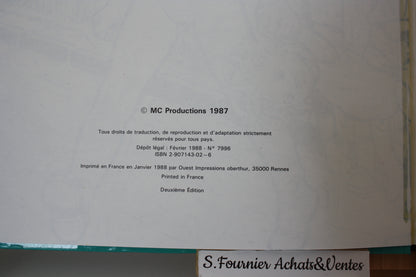 © MC Productions 1987
Tous droits de traduction, de reproduction et d'adaptation strictement
réservés pour tous pays.
Dépôt légal : Février 1988 - N° 7996
ISBN 2-907143-02-6
Imprimé en France en Janvier 1988 par Ouest Impressions oberthur, 35000 Rennes
Printed in France
Deuxième Édition
S.Fournier Achats&Ventes